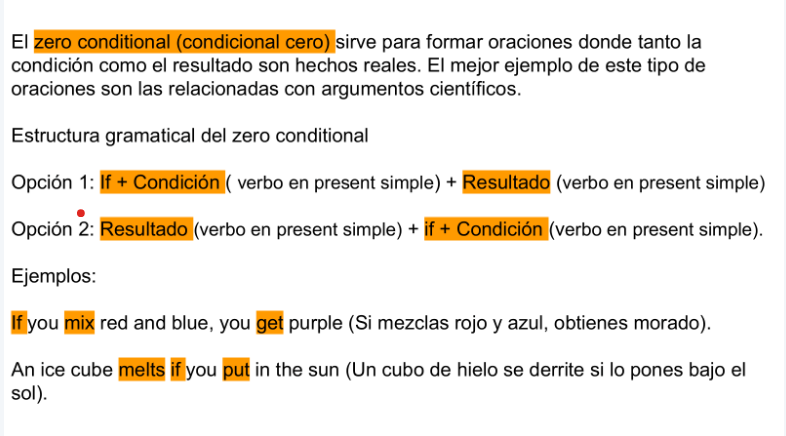 El zero conditional (condicional cero) sirve para formar oraciones donde tanto la
condición como el resultado son hechos reales. El mejor ejemplo de este tipo de
oraciones son las relacionadas con argumentos científicos.
Estructura gramatical del zero conditional
Opción 1: If + Condición ( verbo en present simple) + Resultado (verbo en present simple)
Opción 2: Resultado (verbo en present simple) + if + Condición (verbo en present simple).
Ejemplos:
If you mix red and blue, you get purple (Si mezclas rojo y azul, obtienes morado).
An ice cube melts if you put in the sun (Un cubo de hielo se derrite si lo pones bajo el
sol).